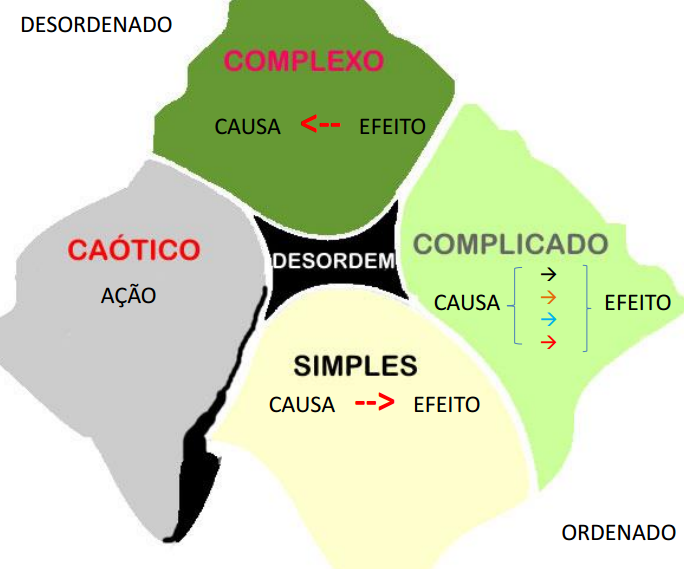 DESORDENADO
COMPLEXO
CAUSA <-- EFEITO
CAÓTICO
AÇÃO
DESORDEM
COMPLICADO
CAUSA → → → → EFEITO
SIMPLES
CAUSA --> EFEITO
ORDENADO